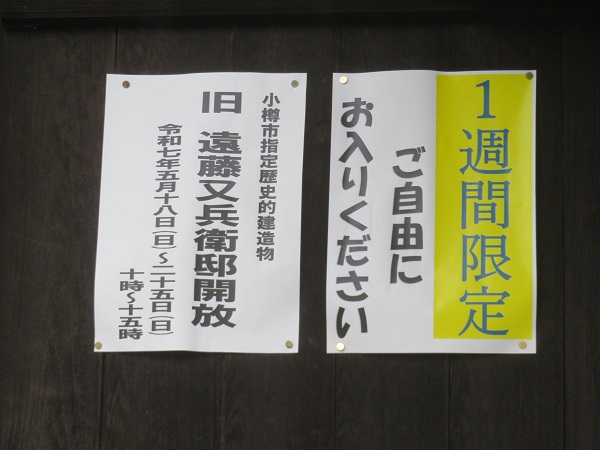 1週間限定
ご自由に
お入りください
小樽市指定歴史的建造物
旧 遠藤又兵衛邸開放
令和七年五月十八日(日)~二十五日(日)
十時~十五時